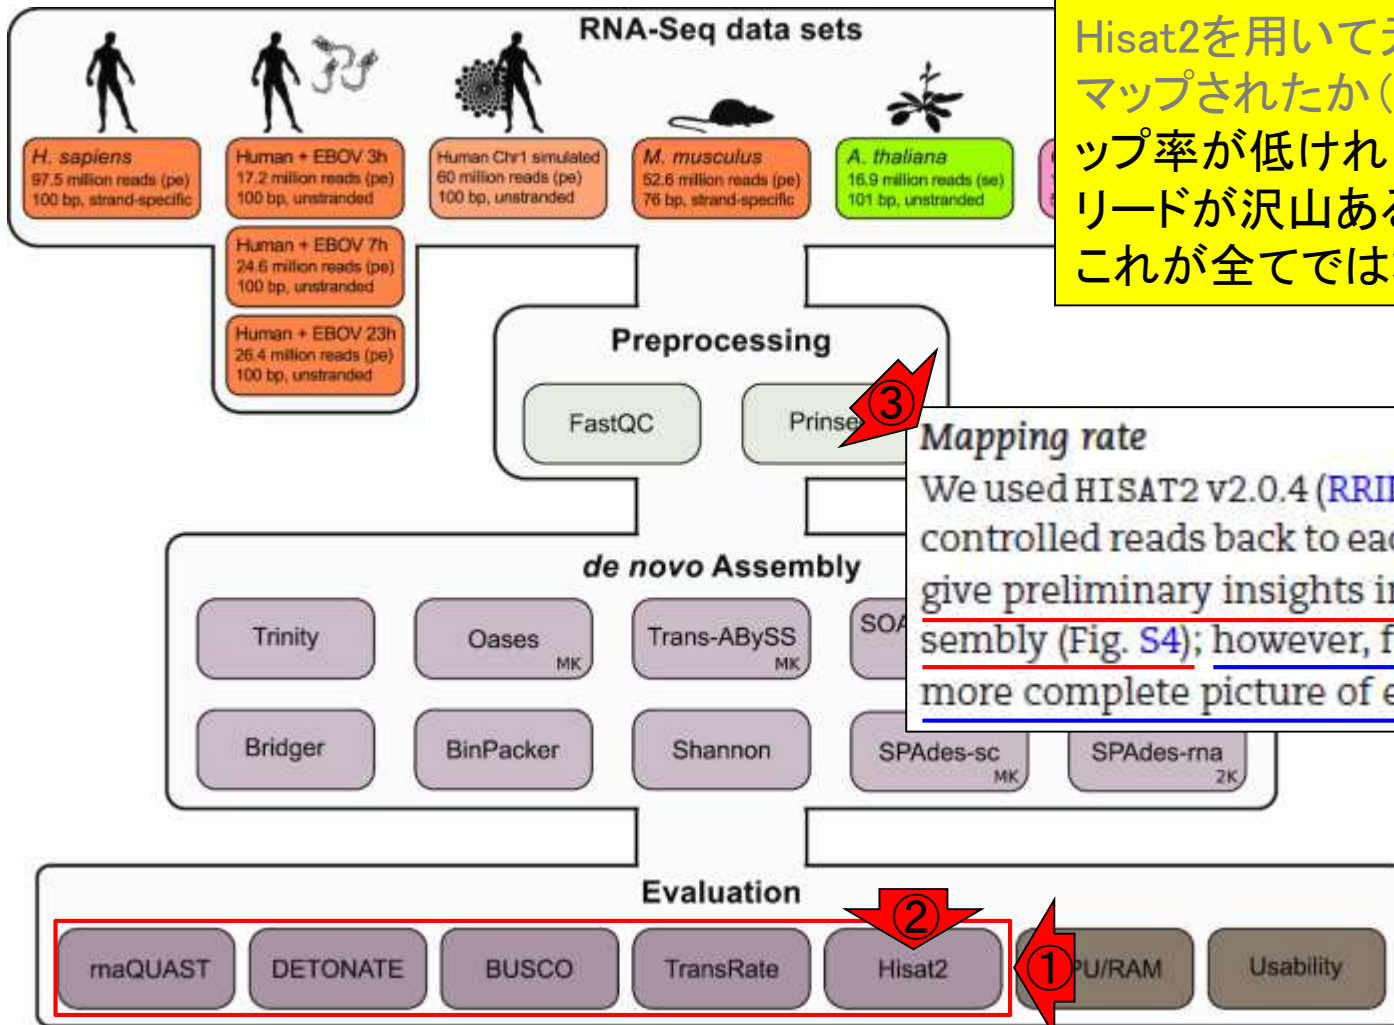 RNA-Seq data sets
Hisat2を用いて
マップされたか(
ップ率が低けれ
リードが沢山ある
これが全てでは
H. sapiens
97.5 million reads (pe)
100 bp, strand-specific
Human + EBOV 3h
17.2 million reads (pe)
100 bp, unstranded
Human Chr1 simulated
60 million reads (pe)
100 bp, unstranded
M. musculus
52.6 million reads (pe)
76 bp, strand-specific
A. thaliana
16.9 million reads (se)
101 bp, unstranded
Human + EBOV 7h
24.6 million reads (pe)
100 bp, unstranded
Human + EBOV 23h
26.4 million reads (pe)
100 bp, unstranded
Preprocessing
FastQC
Prinse
③
Mapping rate
We used HISAT2 v2.0.4 (RRI
controlled reads back to eac
give preliminary insights i
sembly (Fig. S4); however, f
more complete picture of e
de novo Assembly
Trinity
Oases
MK
Trans-ABySS
MK
SOA
Bridger
BinPacker
Shannon
SPAdes-sc
MK
SPAdes-rna
2K
Evaluation
②
rnaQUAST
DETONATE
BUSCO
TransRate
Hisat2
①
PU/RAM
Usability